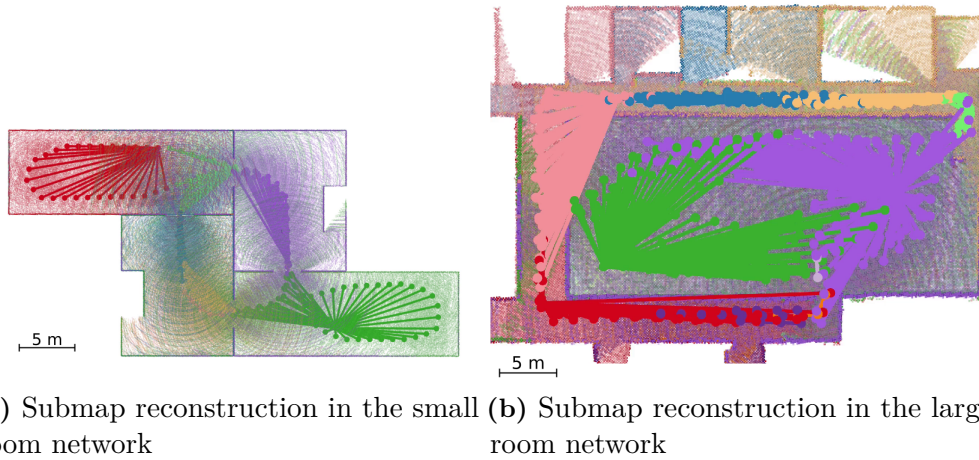 5 m
5 m
) Submap reconstruction in the small
oom network
(b) Submap reconstruction in the larg
room network